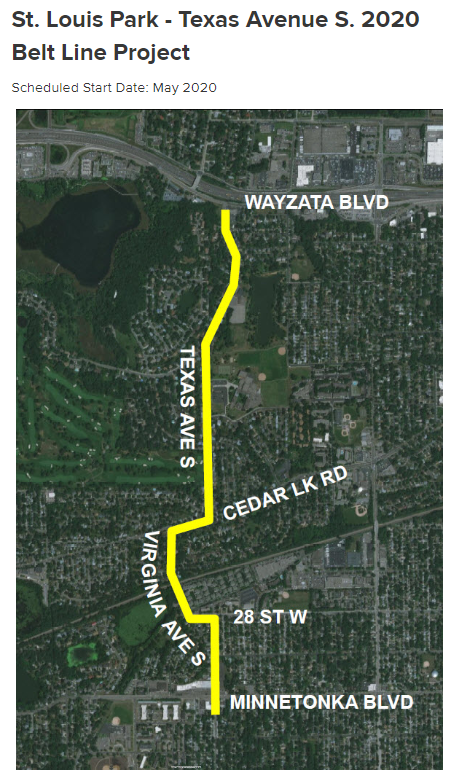 St. Louis Park - Texas Avenue S. 2020
Belt Line Project
Scheduled Start Date: May 2020
WAYZATA BLVD
TEXAS AVE S
CEDAR LK RD
VIRGINIA AVE S
28 ST W
MINNETONKA BLVD